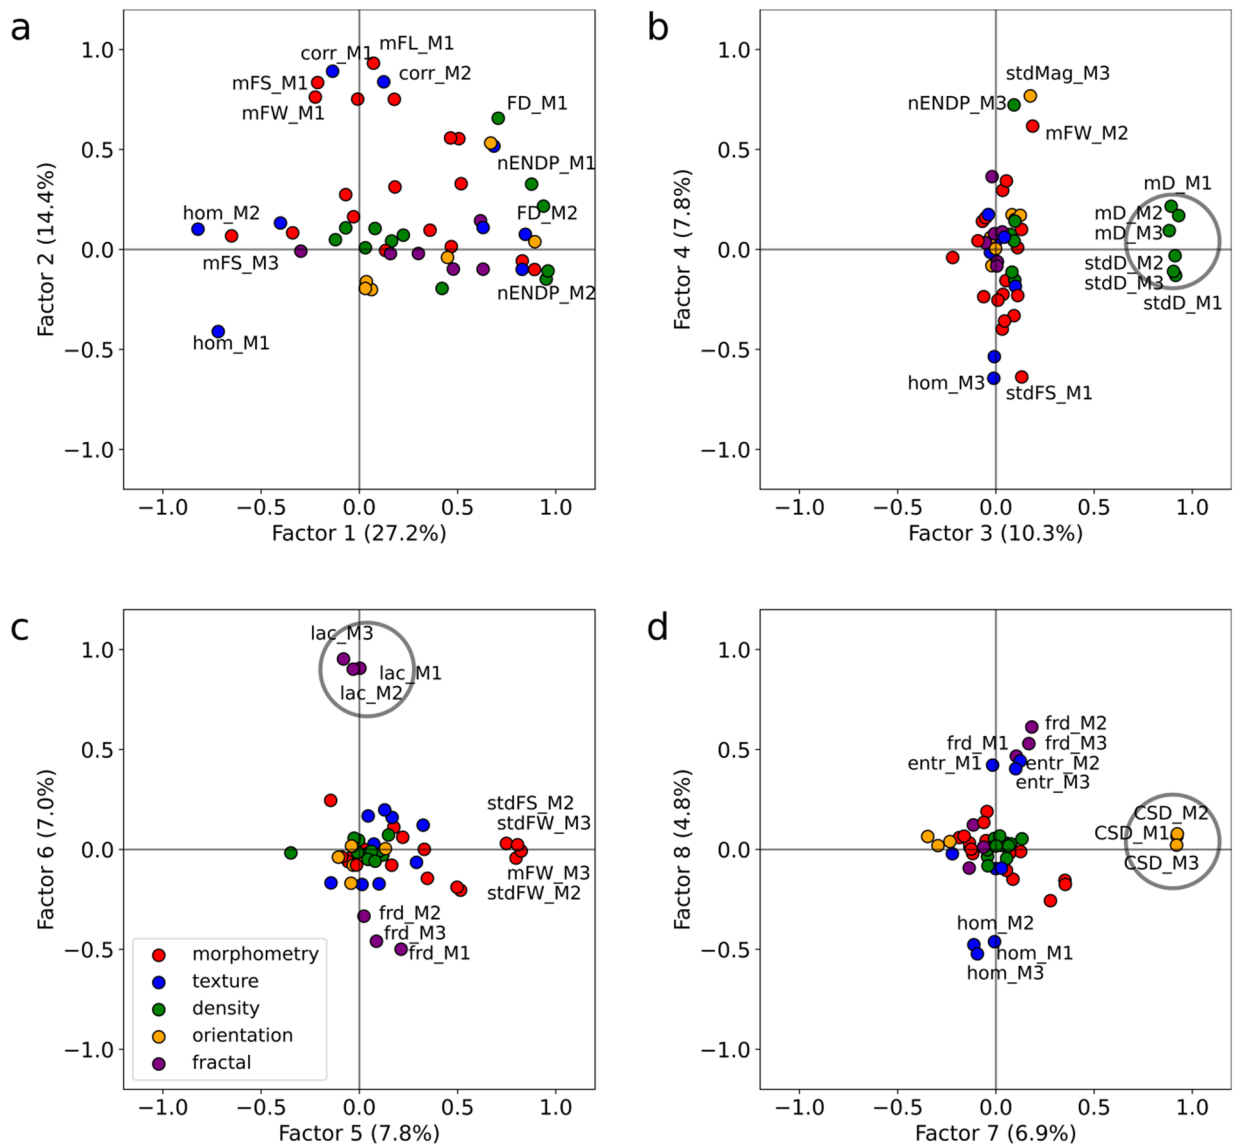 a
1.0
0.5
0.0
−0.5
−1.0
Factor 2 (14.4%)
corr_M1
mFL_M1
mFS_M1
corr_M2
mFW_M1
FD_M1
nENDP_M1
hom_M2
FD_M2
mFS_M3
nENDP_M2
hom_M1
−1.0 −0.5 0.0 0.5 1.0
Factor 1 (27.2%)
b
1.0
0.5
0.0
−0.5
−1.0
Factor 4 (7.8%)
stdMag_M3
nENDP_M3
mFW_M2
mD_M1
mD_M2
mD_M3
stdD_M2
stdD_M3
stdD_M1
hom_M3
stdFS_M1
−1.0 −0.5 0.0 0.5 1.0
Factor 3 (10.3%)
c
1.0
0.5
0.0
−0.5
−1.0
Factor 6 (7.0%)
lac_M3
lac_M1
lac_M2
stdFS_M2
stdFW_M3
mFW_M3
stdFW_M2
frd_M2
frd_M3
frd_M1
morphometry
texture
density
orientation
fractal
−1.0 −0.5 0.0 0.5 1.0
Factor 5 (7.8%)
d
1.0
0.5
0.0
−0.5
−1.0
Factor 8 (4.8%)
frd_M2
frd_M1
frd_M3
entr_M1
entr_M2
entr_M3
CSD_M2
CSD_M1
CSD_M3
hom_M2
hom_M1
hom_M3
−1.0 −0.5 0.0 0.5 1.0
Factor 7 (6.9%)